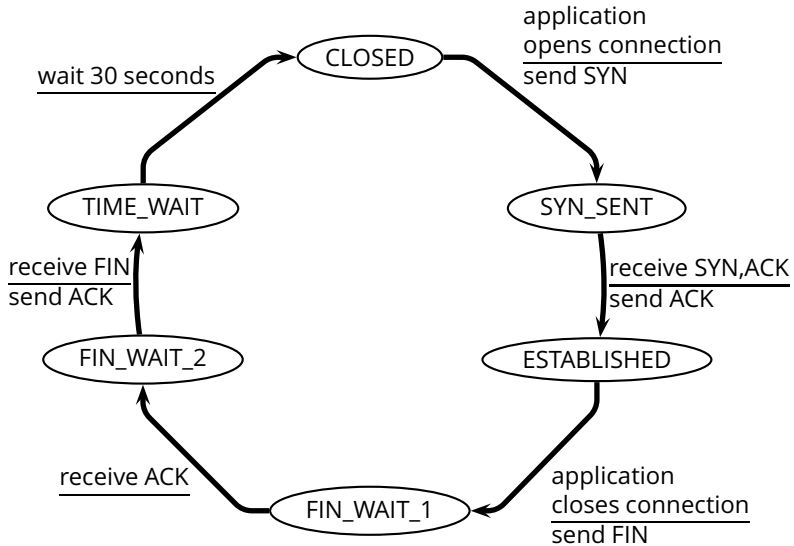 application
opens connection
send SYN
CLOSED
wait 30 seconds
TIME_WAIT
SYN_SENT
receive FIN
send ACK
receive SYN,ACK
send ACK
FIN_WAIT_2
ESTABLISHED
receive ACK
application
closes connection
send FIN
FIN_WAIT_1